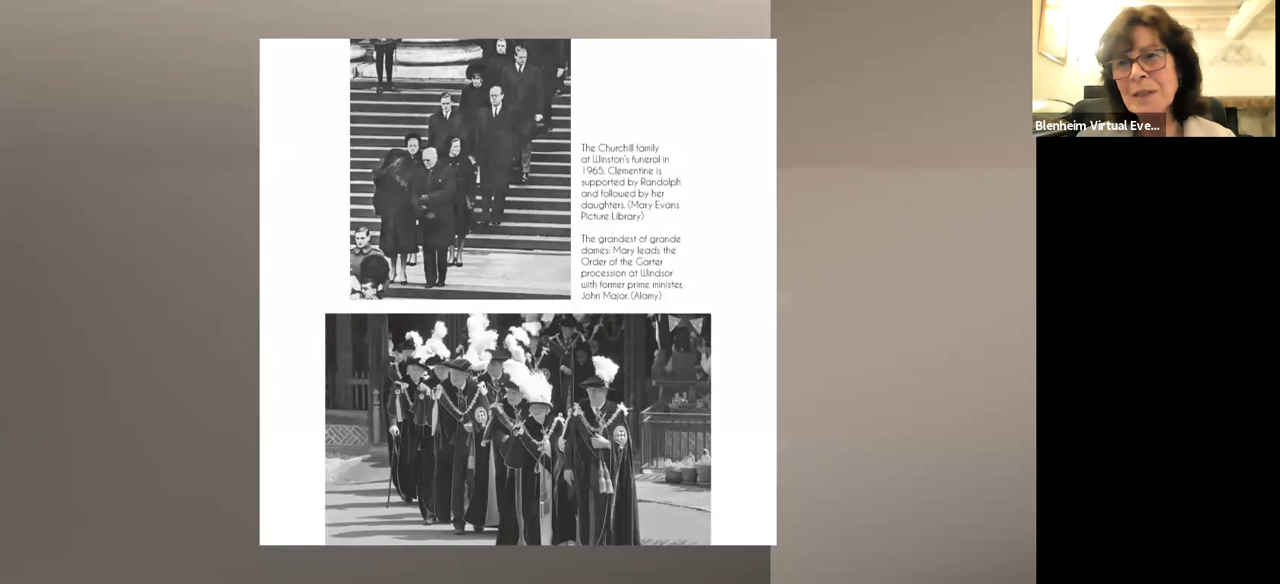 The Churchill family
at Winston's funeral in
1965. Clementine is
supported by Randolph
and followed by her
daughters. (Mary Evans
Picture Library)
The grandest of grande
dames: Mary leads the
Order of the Garter
procession at Windsor
with former prime minister,
John Major. (Alamy)
Blenheim Virtual Eve...